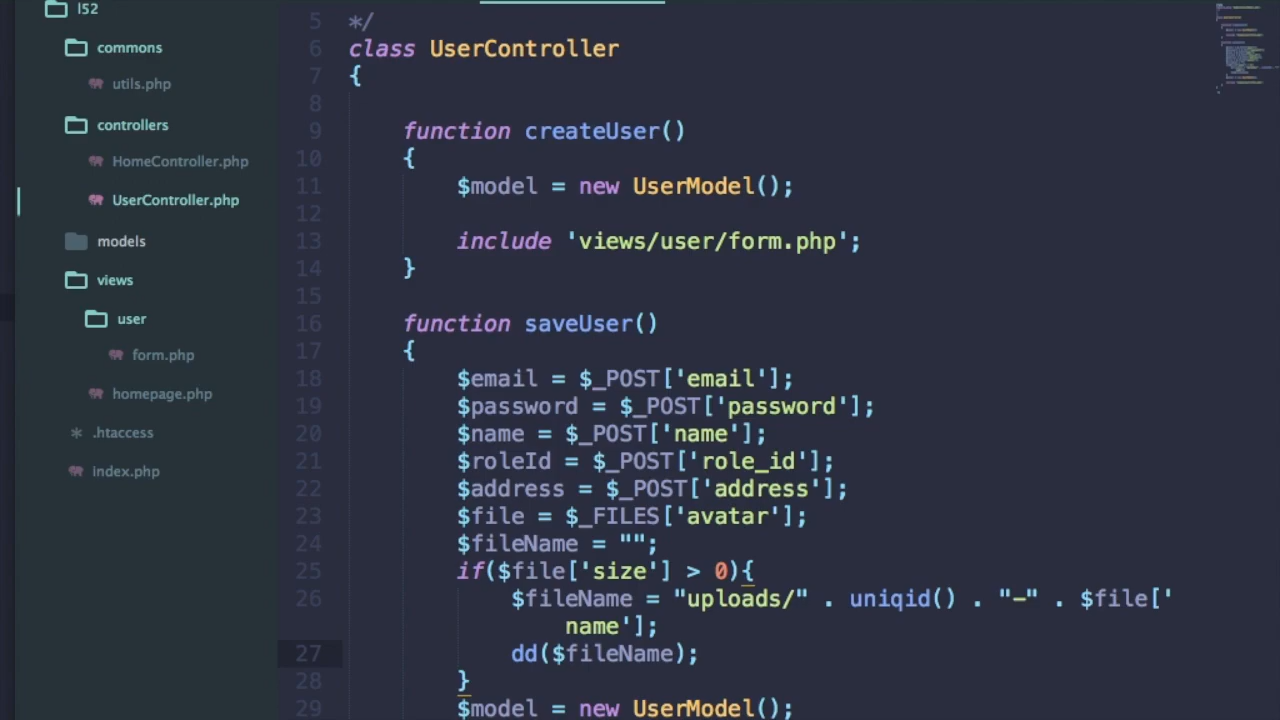 l52
commons
utils.php
controllers
HomeController.php
UserController.php
models
views
user
form.php
homepage.php
.htaccess
index.php
5 */
6 class UserController
7 {
8
9 function createUser()
10 {
11 $model = new UserModel();
12
13 include 'views/user/form.php';
14 }
15
16 function saveUser()
17 {
18 $email = $_POST['email'];
19 $password = $_POST['password'];
20 $name = $_POST['name'];
21 $roleId = $_POST['role_id'];
22 $address = $_POST['address'];
23 $file = $_FILES['avatar'];
24 $fileName = "";
25 if($file['size'] > 0){
26 $fileName = "uploads/" . uniqid() . "-" . $file['
name'];
27 dd($fileName);
28 }
29 $model = new UserModel();